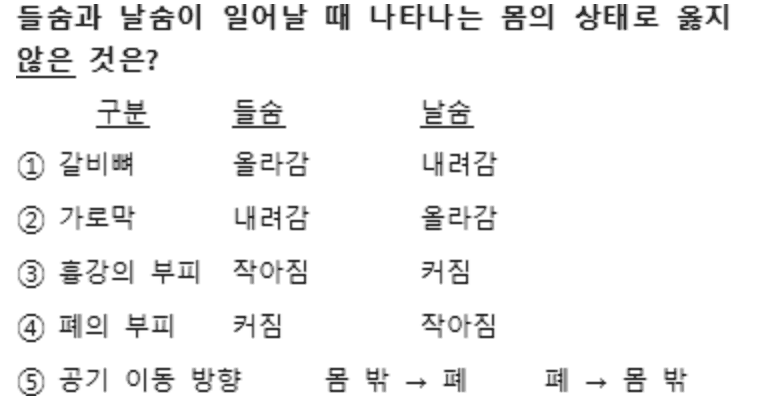 들숨과 날숨이 일어날 때 나타나는 몸의 상태로 옳지
않은 것은?
구분 들숨 날숨
① 갈비뼈 올라감 내려감
② 가로막 내려감 올라감
③ 흉강의 부피 작아짐 커짐
④ 폐의 부피 커짐 작아짐
⑤ 공기 이동 방향 몸 밖 → 폐 폐 → 몸 밖